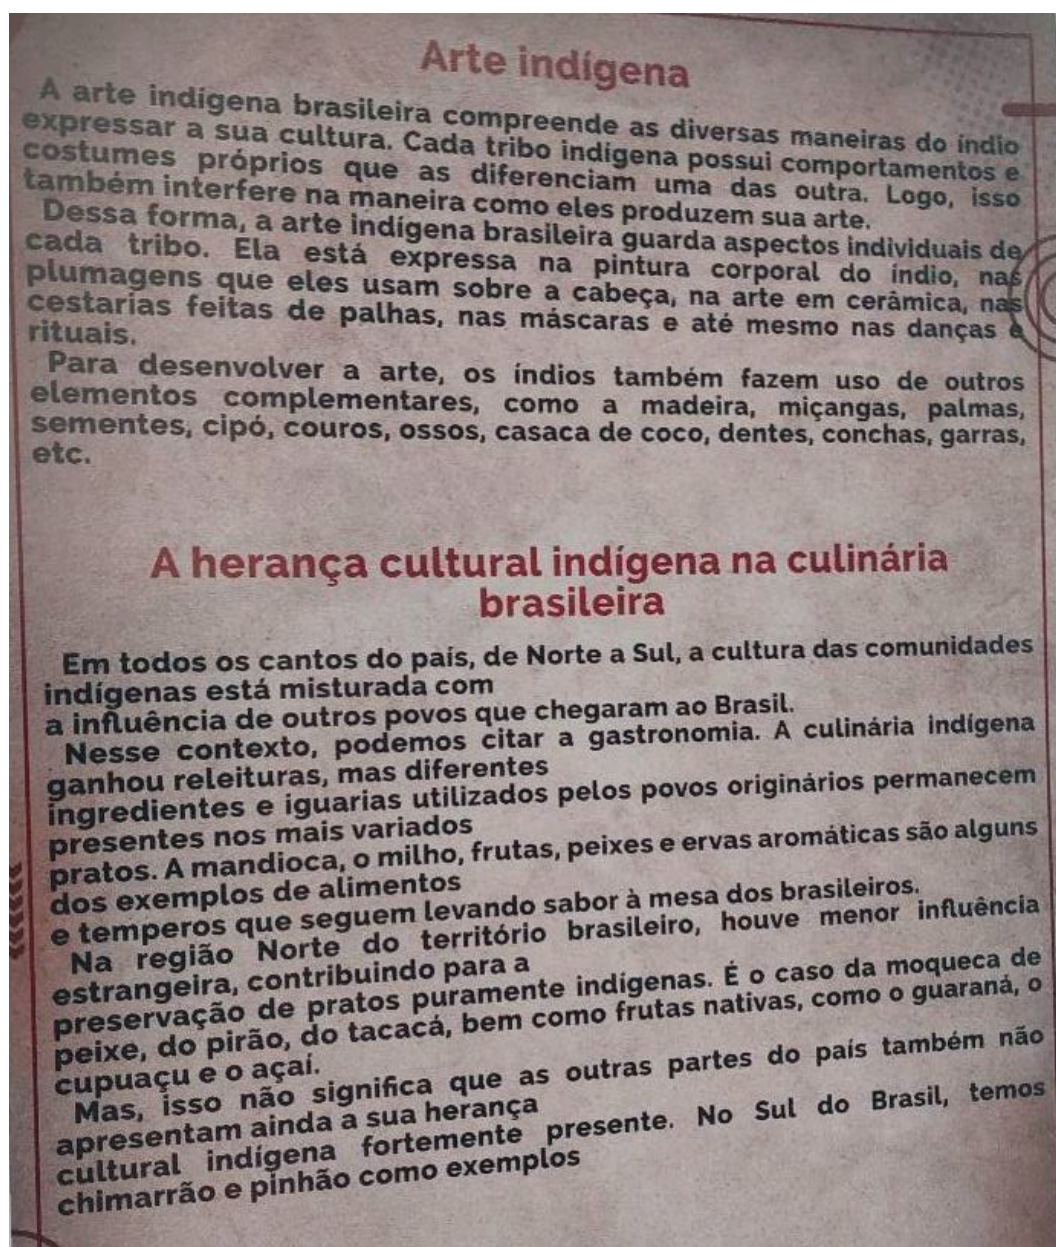 Arte indígena
A arte indígena brasileira compreende as diversas maneiras do índio
expressar a sua cultura. Cada tribo indígena possui comportamentos e
costumes próprios que as diferenciam uma das outra. Logo, isso
também interfere na maneira como eles produzem sua arte.
Dessa forma, a arte indígena brasileira guarda aspectos individuais de
cada tribo. Ela está expressa na pintura corporal do índio, nas
plumagens que eles usam sobre a cabeça, na arte em cerâmica, nas
cestarias feitas de palhas, nas máscaras e até mesmo nas danças e
rituais.
Para desenvolver a arte, os índios também fazem uso de outros
elementos complementares, como a madeira, miçangas, palmas,
sementes, cipó, couros, ossos, casaca de coco, dentes, conchas, garras,
etc.
A herança cultural indígena na culinária
brasileira
Em todos os cantos do país, de Norte a Sul, a cultura das comunidades
indígenas está misturada com
a influência de outros povos que chegaram ao Brasil.
Nesse contexto, podemos citar a gastronomia. A culinária indígena
ganhou releituras, mas diferentes
ingredientes e iguarias utilizados pelos povos originários permanecem
presentes nos mais variados
pratos. A mandioca, o milho, frutas, peixes e ervas aromáticas são alguns
dos exemplos de alimentos
e temperos que seguem levando sabor à mesa dos brasileiros.
Na região Norte do território brasileiro, houve menor influência
estrangeira, contribuindo para a
preservação de pratos puramente indígenas. É o caso da moqueca de
peixe, do pirão, do tacacá, bem como frutas nativas, como o guaraná, o
cupuaçu e o açaí.
Mas, isso não significa que as outras partes do país também não
apresentam ainda a sua herança
cultural indígena fortemente presente. No Sul do Brasil, temos
chimarrão e pinhão como exemplos